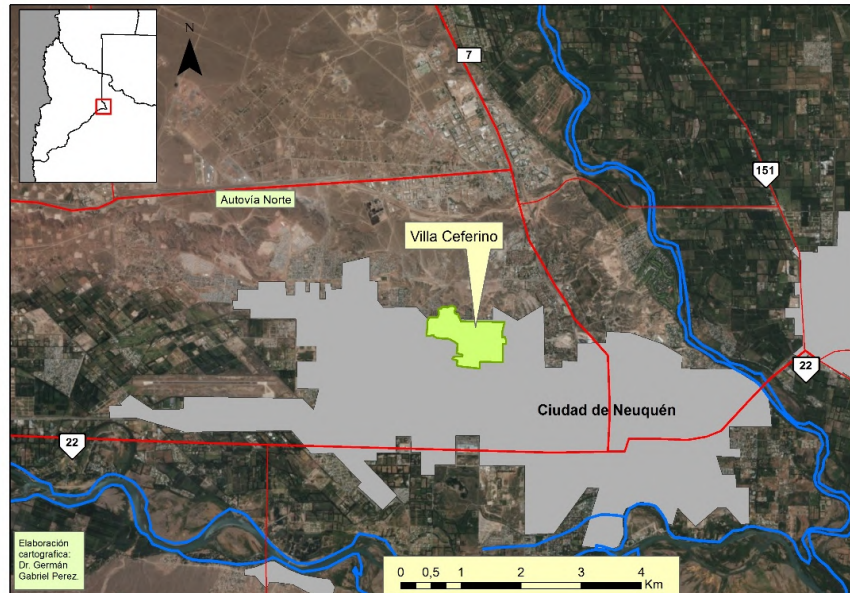 N
7
151
Autovía Norte
Villa Ceferino
22
Ciudad de Neuquén
22
Elaboración
cartografica:
Dr. Germán
Gabriel Perez.
0 0,5 1 2 3 4
Km